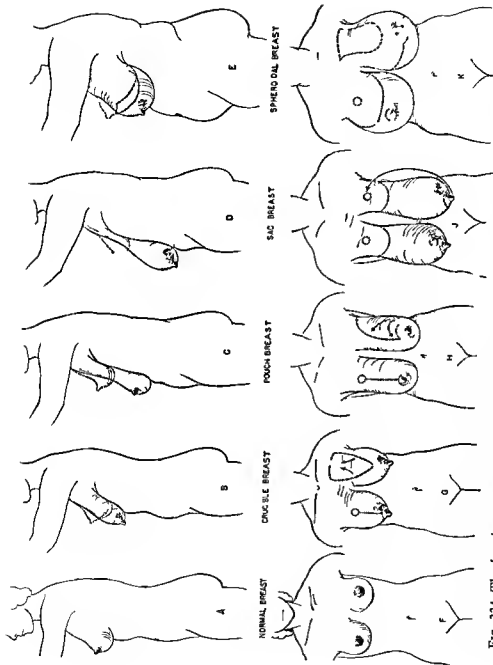 A
B
C
D
E
NORMAL BREAST
CRUCIBLE BREAST
POUCH BREAST
SAC BREAST
SPHEROIDAL BREAST
F
G
H
J
K